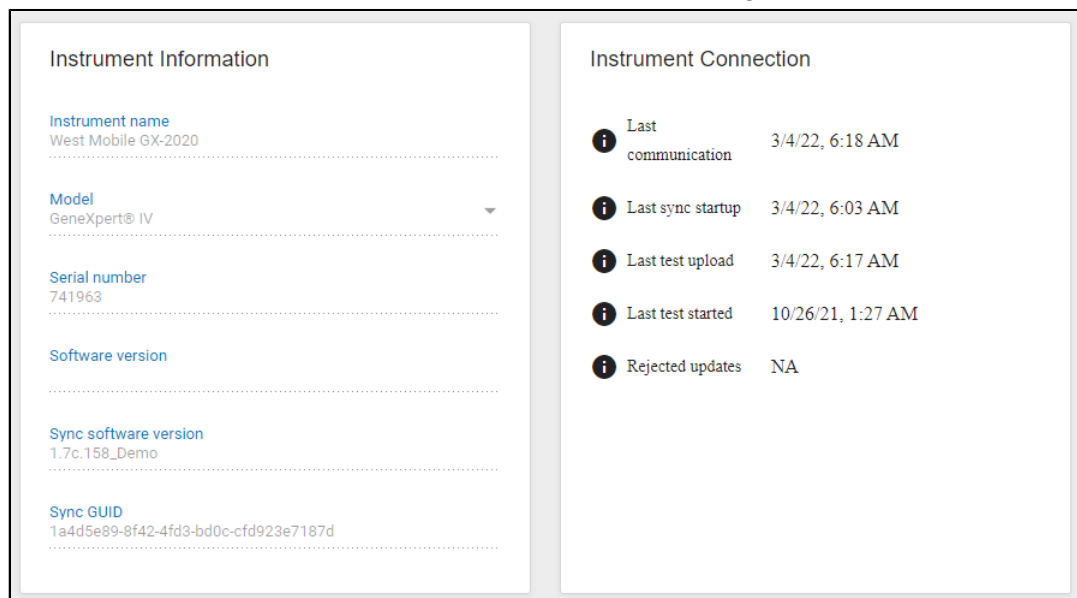 Instrument Information
Instrument name
West Mobile GX-2020
Model
GeneXpert® IV
Serial number
741963
Software version
Sync software version
1.7c.158_Demo
Sync GUID
1a4d5e89-8f42-4fd3-bd0c-cfd923e7187d
Instrument Connection
Last
communication 3/4/22, 6:18 AM
Last sync startup 3/4/22, 6:03 AM
Last test upload 3/4/22, 6:17 AM
Last test started 10/26/21, 1:27 AM
Rejected updates NA